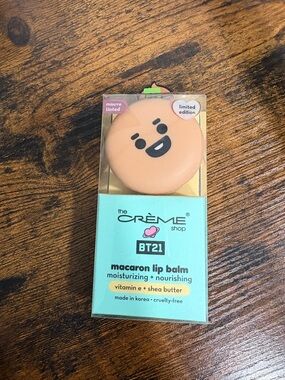 mauve
tinted
limited
edition
the
CRÈME®
shop
BT21
macaron lip balm
moisturizing + nourishing
vitamin e + shea butter
made in korea • cruelty-free